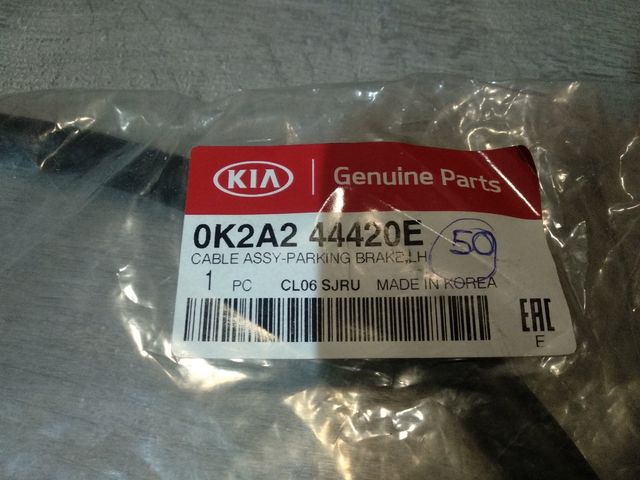 KIA Genuine Parts
0K2A2 44420E
50
CABLE ASSY-PARKING BRAKE,LH
1 PC CL06 SJRU MADE IN KOREA
EAC
E